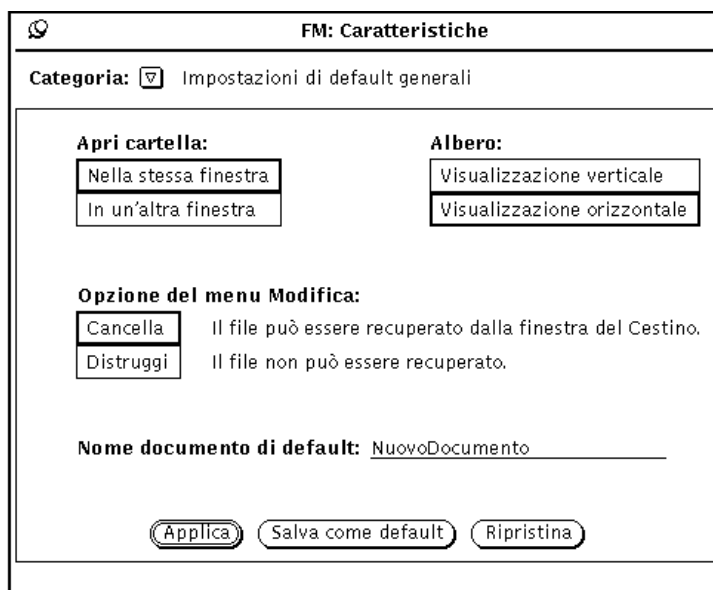 FM: Caratteristiche
Categoria: Impostazioni di default generali
Apri cartella: Albero:
Nella stessa finestra Visualizzazione verticale
In un'altra finestra Visualizzazione orizzontale
Opzione del menu Modifica:
Cancella Il file può essere recuperato dalla finestra del Cestino.
Distruggi Il file non può essere recuperato.
Nome documento di default: NuovoDocumento
Applica Salva come default Ripristina